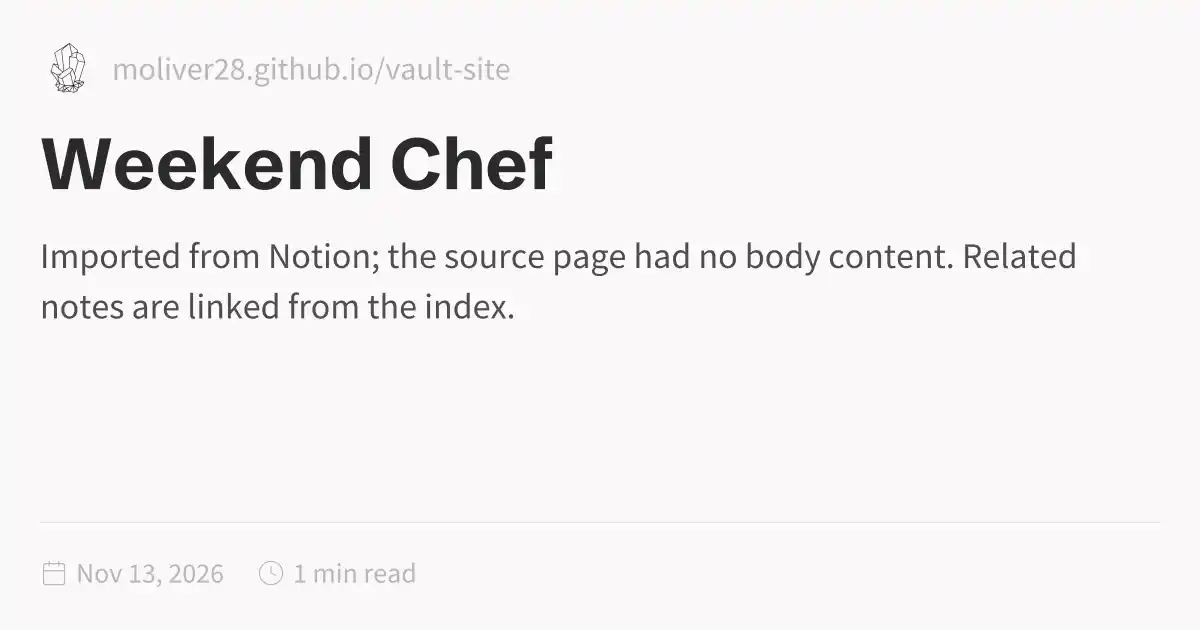 moliver28.github.io/vault-site
Weekend Chef
Imported from Notion; the source page had no body content. Related
notes are linked from the index.
Nov 13, 2026 1 min read